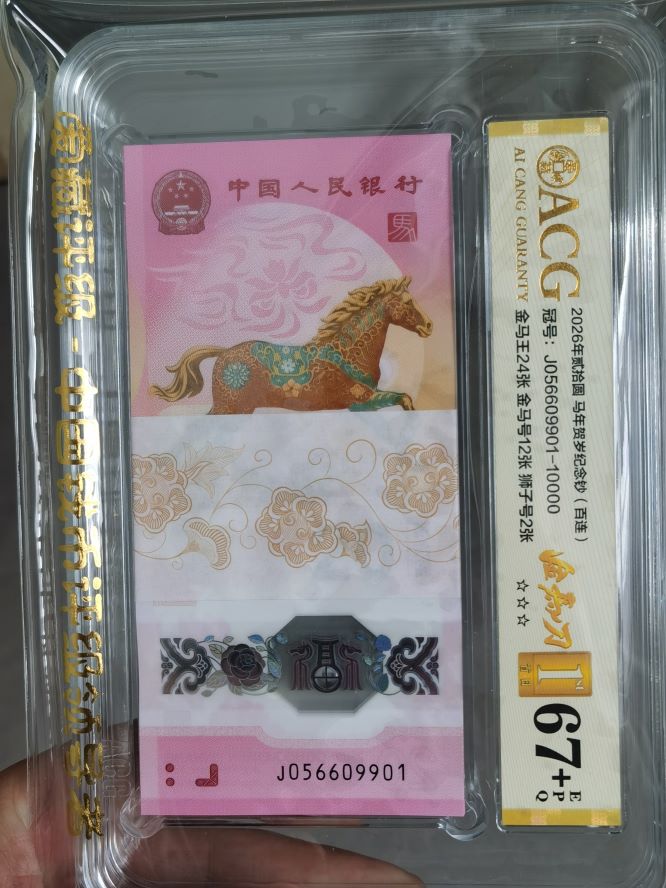 爱藏评级 - 中国钱币评级领导者
中国人民银行
馬
J056609901
ACG
AI CANG GUARANTY
2026年贰拾圆 马年贺岁纪念钞（百连）
冠号：J056609901-10000
金马王24张 金马号12张 狮子号2张
67+
E
PQ